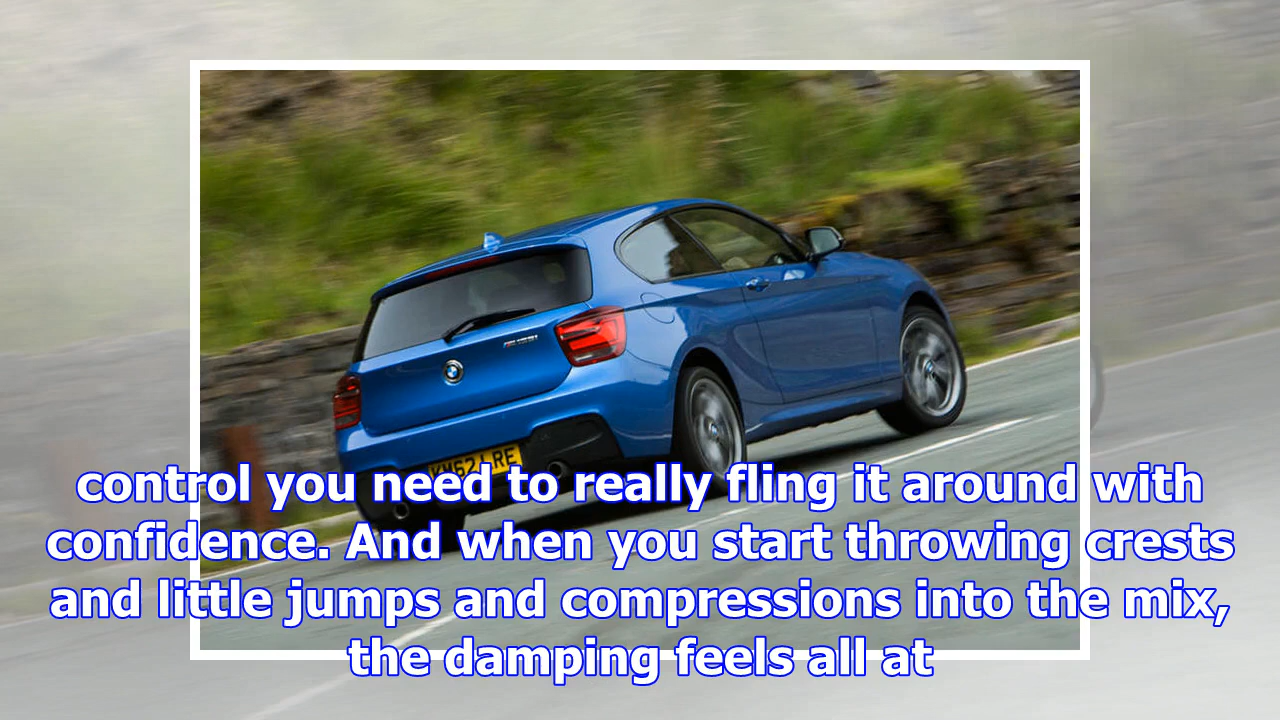 control you need to really fling it around with
confidence. And when you start throwing crests
and little jumps and compressions into the mix,
the damping feels all at